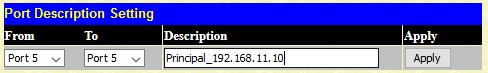 Port Description Setting
From To Description Apply
Port 5 Port 5 Principal_192.168.11.10 Apply